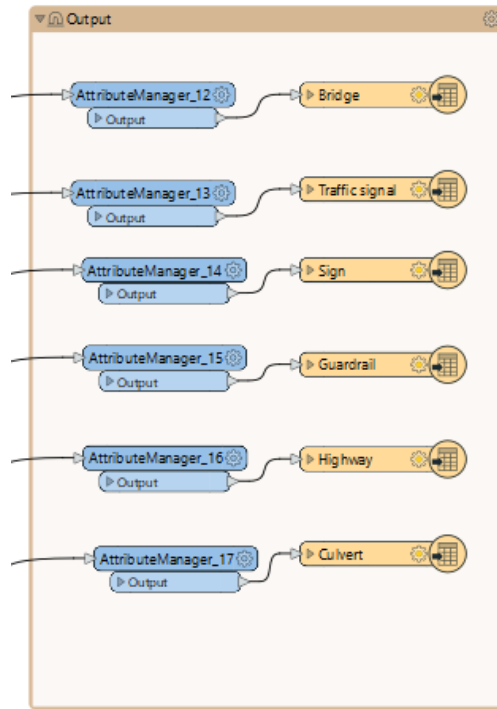 Output
AttributeManager_12
Bridge
Output
AttributeManager_13
Traffic signal
Output
AttributeManager_14
Sign
Output
AttributeManager_15
Guardrail
Output
AttributeManager_16
Highway
Output
AttributeManager_17
Culvert
Output